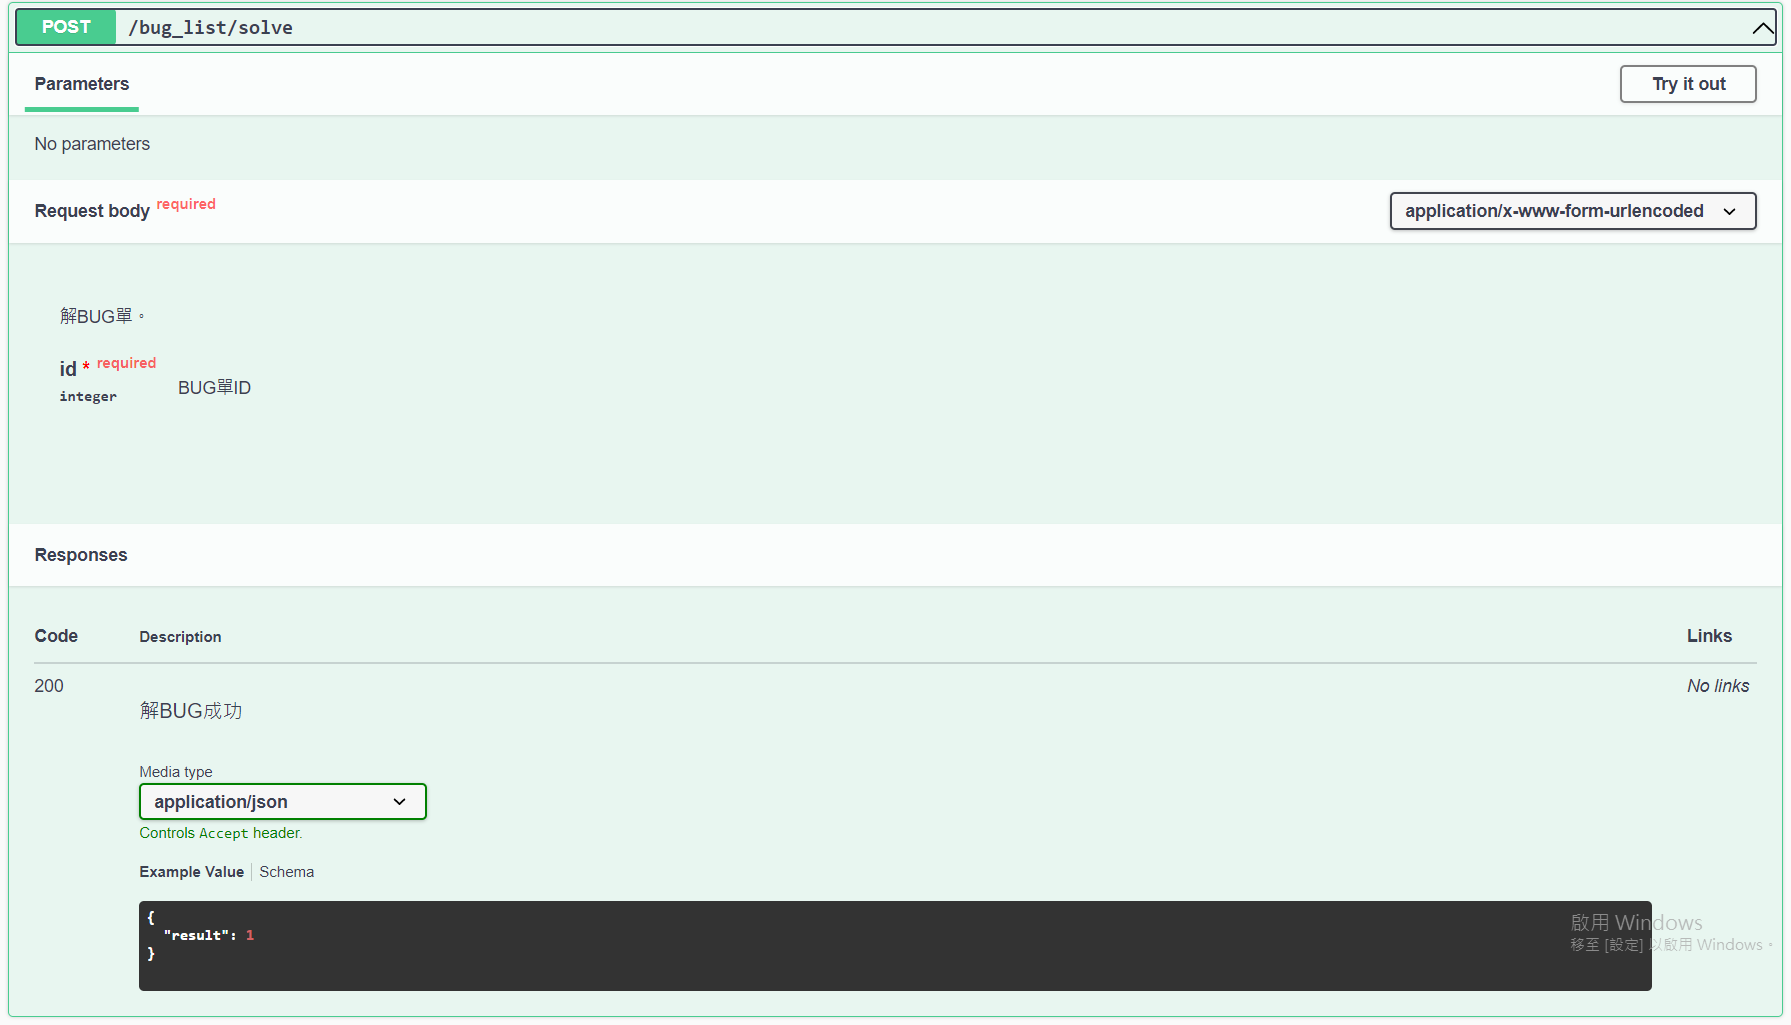 POST /bug_list/solve
Parameters
Try it out
No parameters
Request body required
application/x-www-form-urlencoded
解BUG單。
id * required
integer
BUG單ID
Responses
Code Description Links
200
No links
解BUG成功
Media type
application/json
Controls Accept header.
Example Value Schema
{
"result": 1
}
啟用 Windows
移至 [設定] 以啟用 Windows。